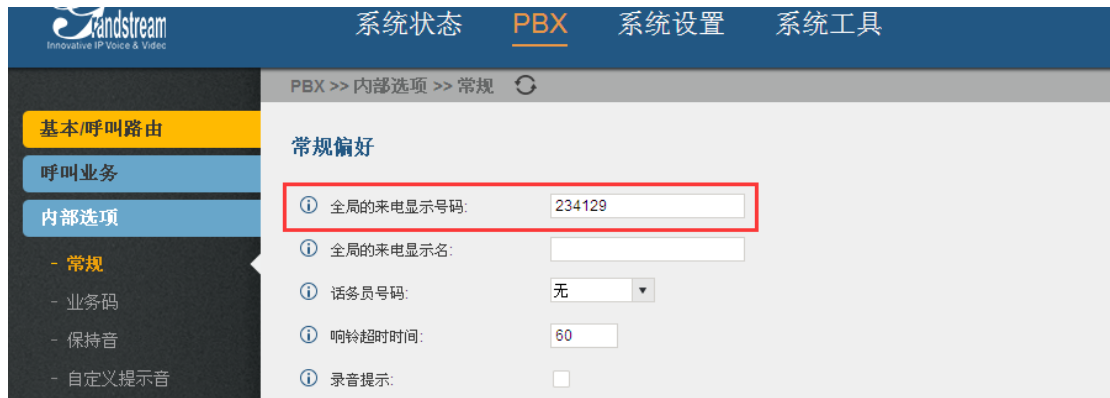 Grandstream
Innovative IP Voice & Video
系统状态 PBX 系统设置 系统工具
PBX >> 内部选项 >> 常规
基本/呼叫路由
呼叫业务
内部选项
- 常规
- 业务码
- 保持音
- 自定义提示音
常规偏好
全局的来电显示号码: 234129
全局的来电显示名:
话务员号码: 无
响铃超时时间: 60
录音提示: